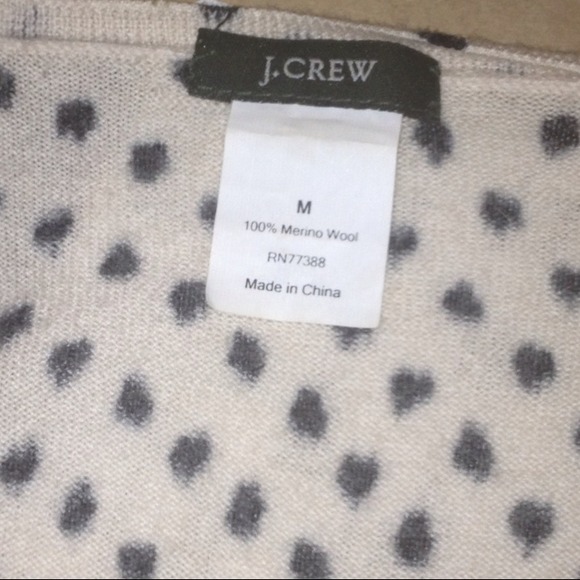 J.CREW
M
100% Merino Wool
RN77388
Made in China